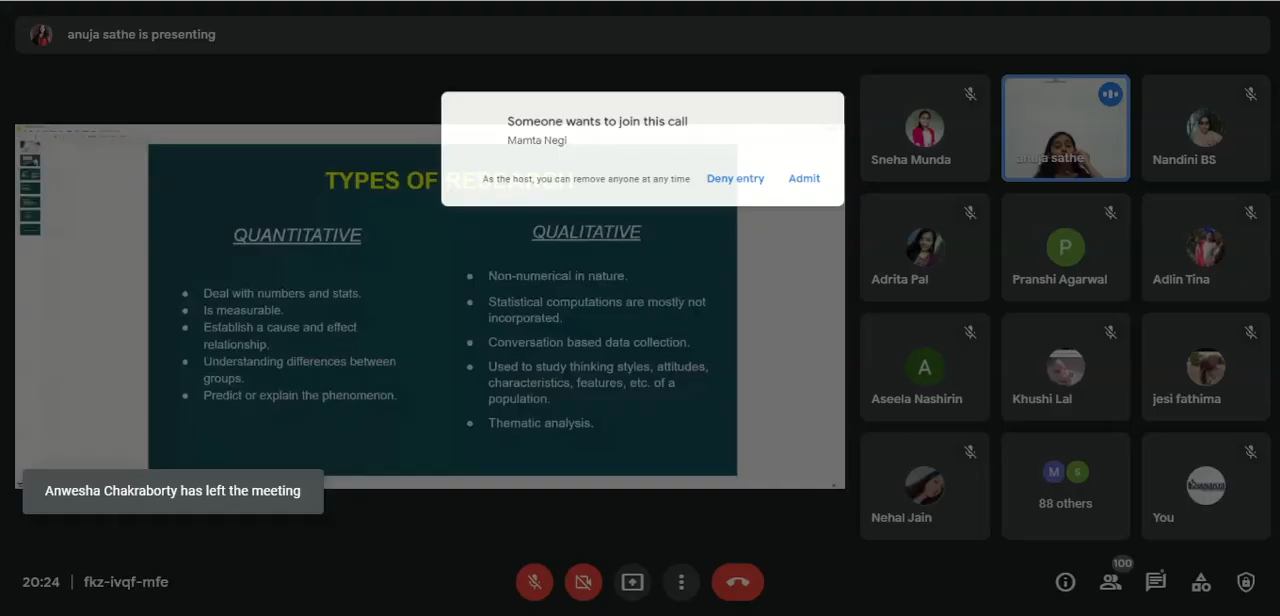 anuja sathe is presenting
Someone wants to join this call
Mamta Negi
As the host, you can remove anyone at any time
Deny entry
Admit
TYPES OF RESEARCH
QUANTITATIVE
Deal with numbers and stats.
Is measurable.
Establish a cause and effect
relationship.
Understanding differences between
groups.
Predict or explain the phenomenon.
QUALITATIVE
Non-numerical in nature.
Statistical computations are mostly not
incorporated.
Conversation based data collection.
Used to study thinking styles, attitudes,
characteristics, features, etc. of a
population.
Thematic analysis.
Anwesha Chakraborty has left the meeting
Sneha Munda
anuja sathe
Nandini BS
Adrita Pal
P
Pranshi Agarwal
Adlin Tina
A
Aseela Nashirin
Khushi Lal
jesi fathima
Nehal Jain
M S
88 others
You
20:24 | fkz-ivqf-mfe
100